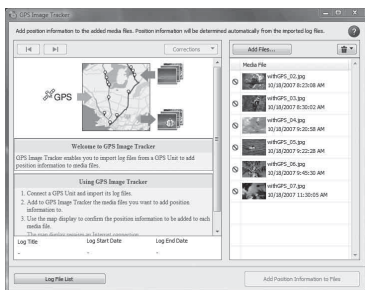 GPS Image Tracker
Add position information to the added media files. Position information will be determined automatically from the imported log files.
Corrections
GPS
Welcome to GPS Image Tracker
GPS Image Tracker enables you to import log files from a GPS Unit to add
position information to media files.
Using GPS Image Tracker
1. Connect a GPS Unit and import its log files.
2. Add to GPS Image Tracker the media files you want to add position
information to.
3. Use the map display to confirm the position information to be added to each
media file.
The map display requires an Internet connection.
Log Title Log Start Date Log End Date
- - -
Log File List
Add Files...
Media File
withGPS_02.jpg
10/18/2007 8:23:08 AM
withGPS_03.jpg
10/18/2007 8:30:02 AM
withGPS_04.jpg
10/18/2007 9:20:58 AM
withGPS_05.jpg
10/18/2007 9:22:28 AM
withGPS_06.jpg
10/18/2007 9:45:30 AM
withGPS_07.jpg
10/18/2007 11:30:05 AM
Add Position Information to Files